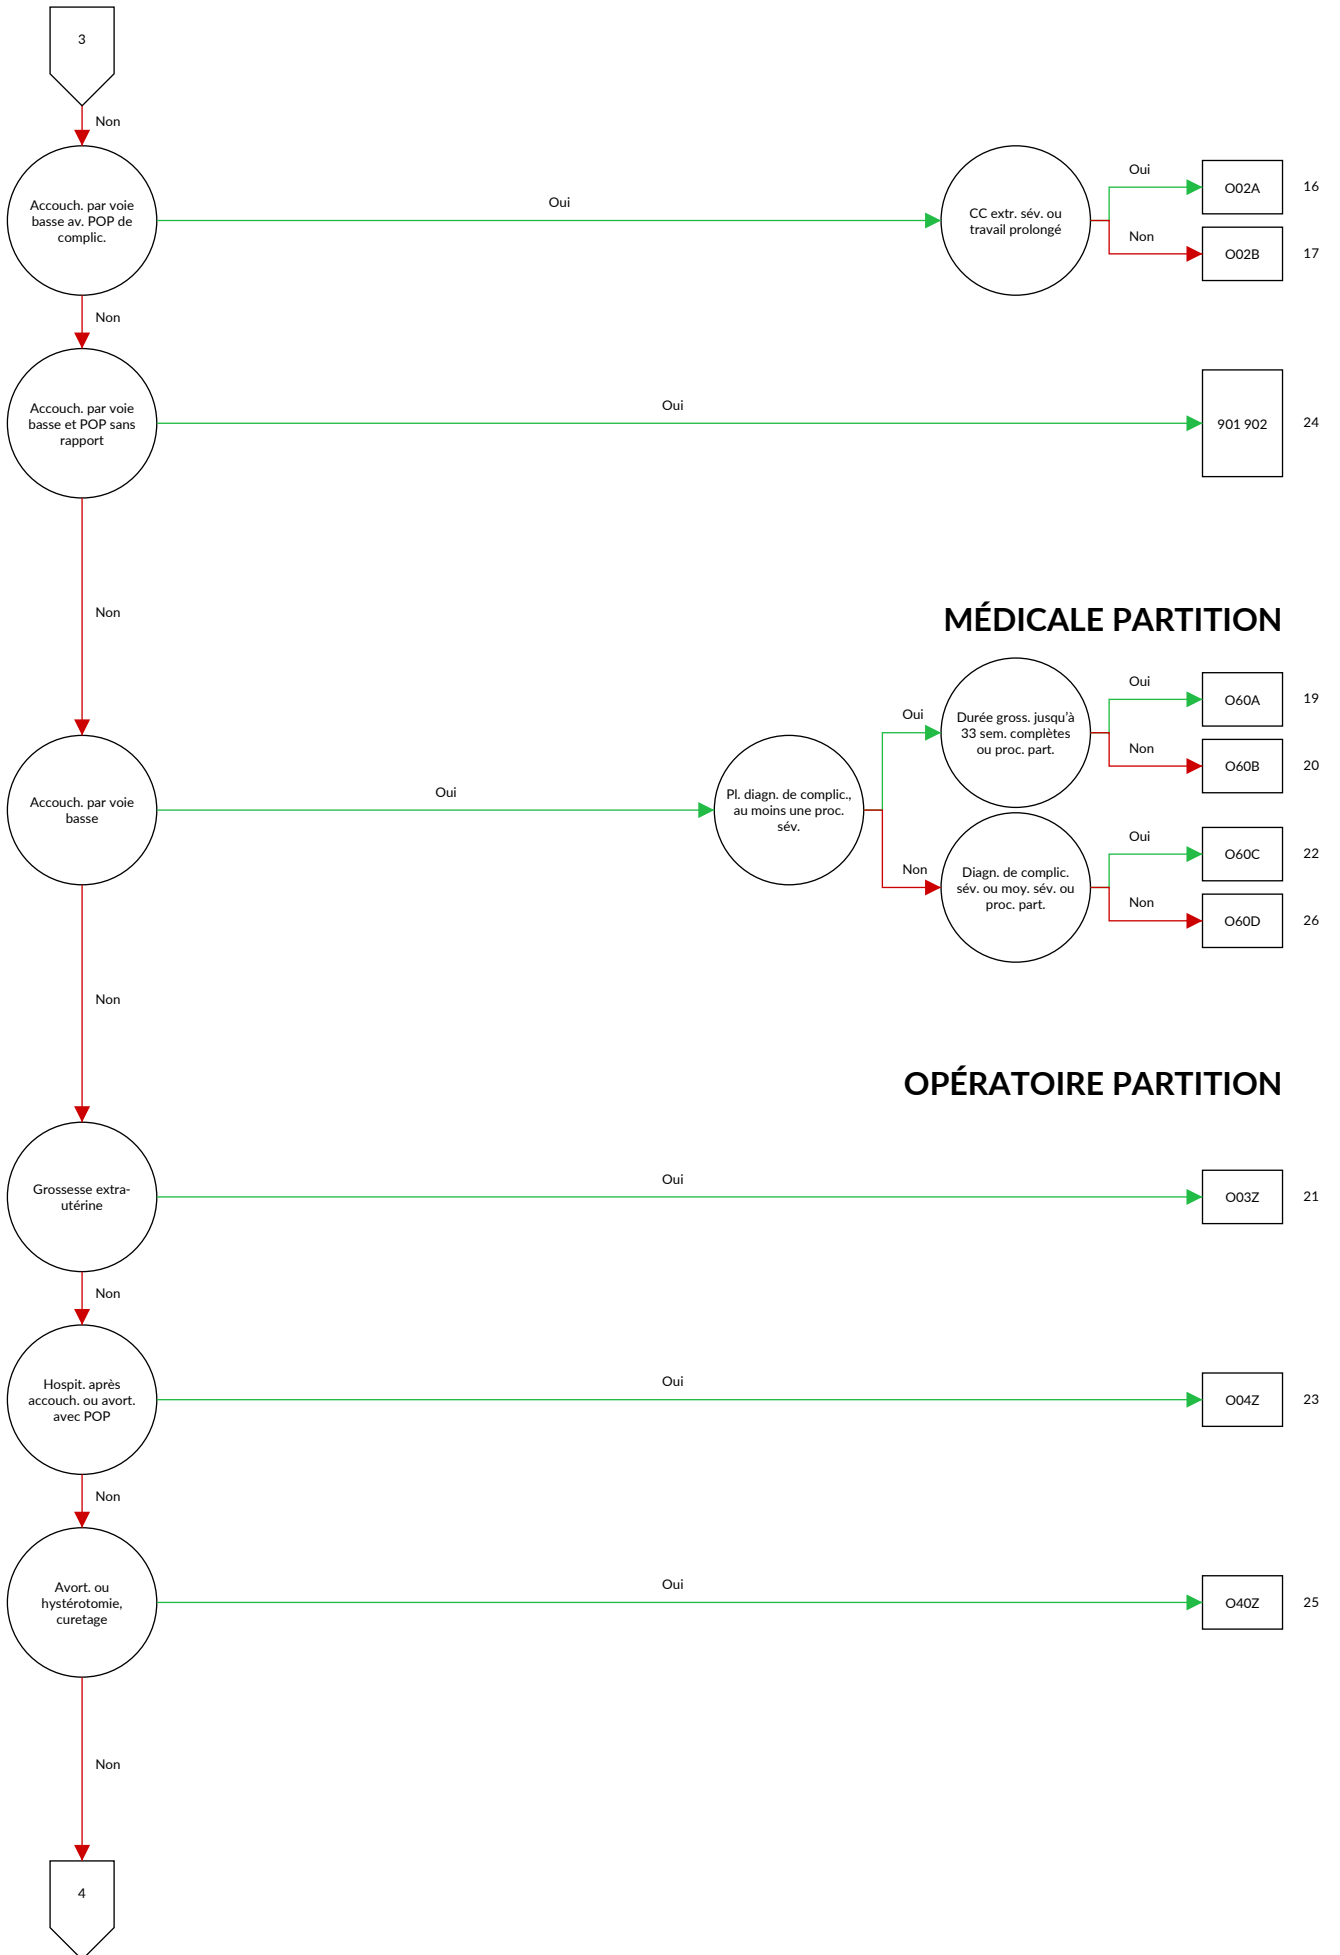 3
Non
Accouch. par voie
basse av. POP de
complic.
Oui
CC extr. sév. ou
travail prolongé
Oui
O02A
16
Non
O02B
17
Non
Accouch. par voie
basse et POP sans
rapport
Oui
901 902
24
Non
MÉDICALE PARTITION
Accouch. par voie
basse
Oui
Pl. diagn. de complic.,
au moins une proc.
sév.
Oui
Durée gross. jusqu'à
33 sem. complètes
ou proc. part.
Oui
O60A
19
Non
O60B
20
Non
Diagn. de complic.
sév. ou moy. sév. ou
proc. part.
Oui
O60C
22
Non
O60D
26
Non
OPÉRATOIRE PARTITION
Grossesse extra-
utérine
Oui
O03Z
21
Non
Hospit. après
accouch. ou avort.
avec POP
Oui
O04Z
23
Non
Avort. ou
hystérotomie,
curetage
Oui
O40Z
25
Non
4